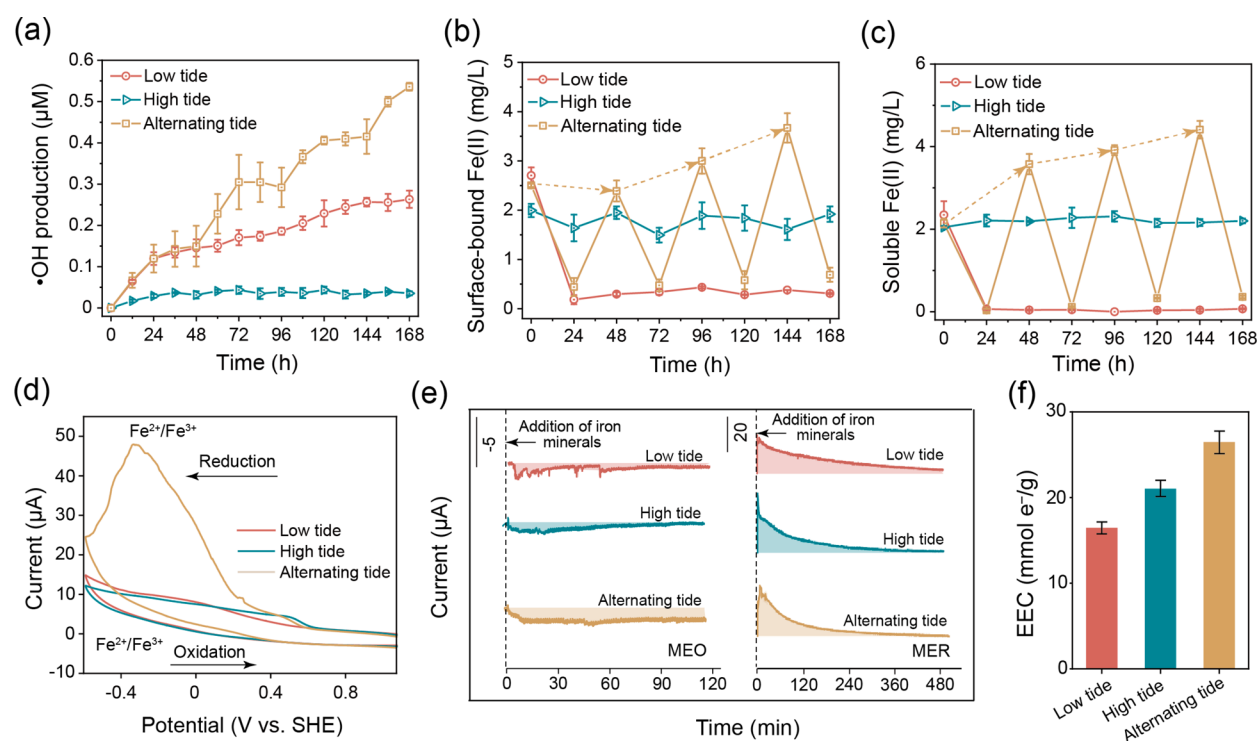 (a)
•OH production (μM)
0.6
0.5
0.4
0.3
0.2
0.1
0
Low tide
High tide
Alternating tide
0 24 48 72 96 120 144 168
Time (h)
(b)
Surface-bound Fe(II) (mg/L)
5
4
3
2
1
0
Low tide
High tide
Alternating tide
0 24 48 72 96 120 144 168
Time (h)
(c)
Soluble Fe(II) (mg/L)
6
4
2
0
Low tide
High tide
Alternating tide
0 24 48 72 96 120 144 168
Time (h)
(d)
Current (μA)
50
40
30
20
10
0
-10
Fe²⁺/Fe³⁺
Reduction
Low tide
High tide
Alternating tide
Fe²⁺/Fe³⁺
Oxidation
-0.4 0 0.4 0.8
Potential (V vs. SHE)
(e)
Current (μA)
-5
Addition of iron
minerals
Low tide
High tide
Alternating tide
MEO
0 30 60 90 120
20
Addition of iron
minerals
Low tide
High tide
Alternating tide
MER
0 120 240 360 480
Time (min)
(f)
EEC (mmol e⁻/g)
30
20
10
0
Low tide
High tide
Alternating tide